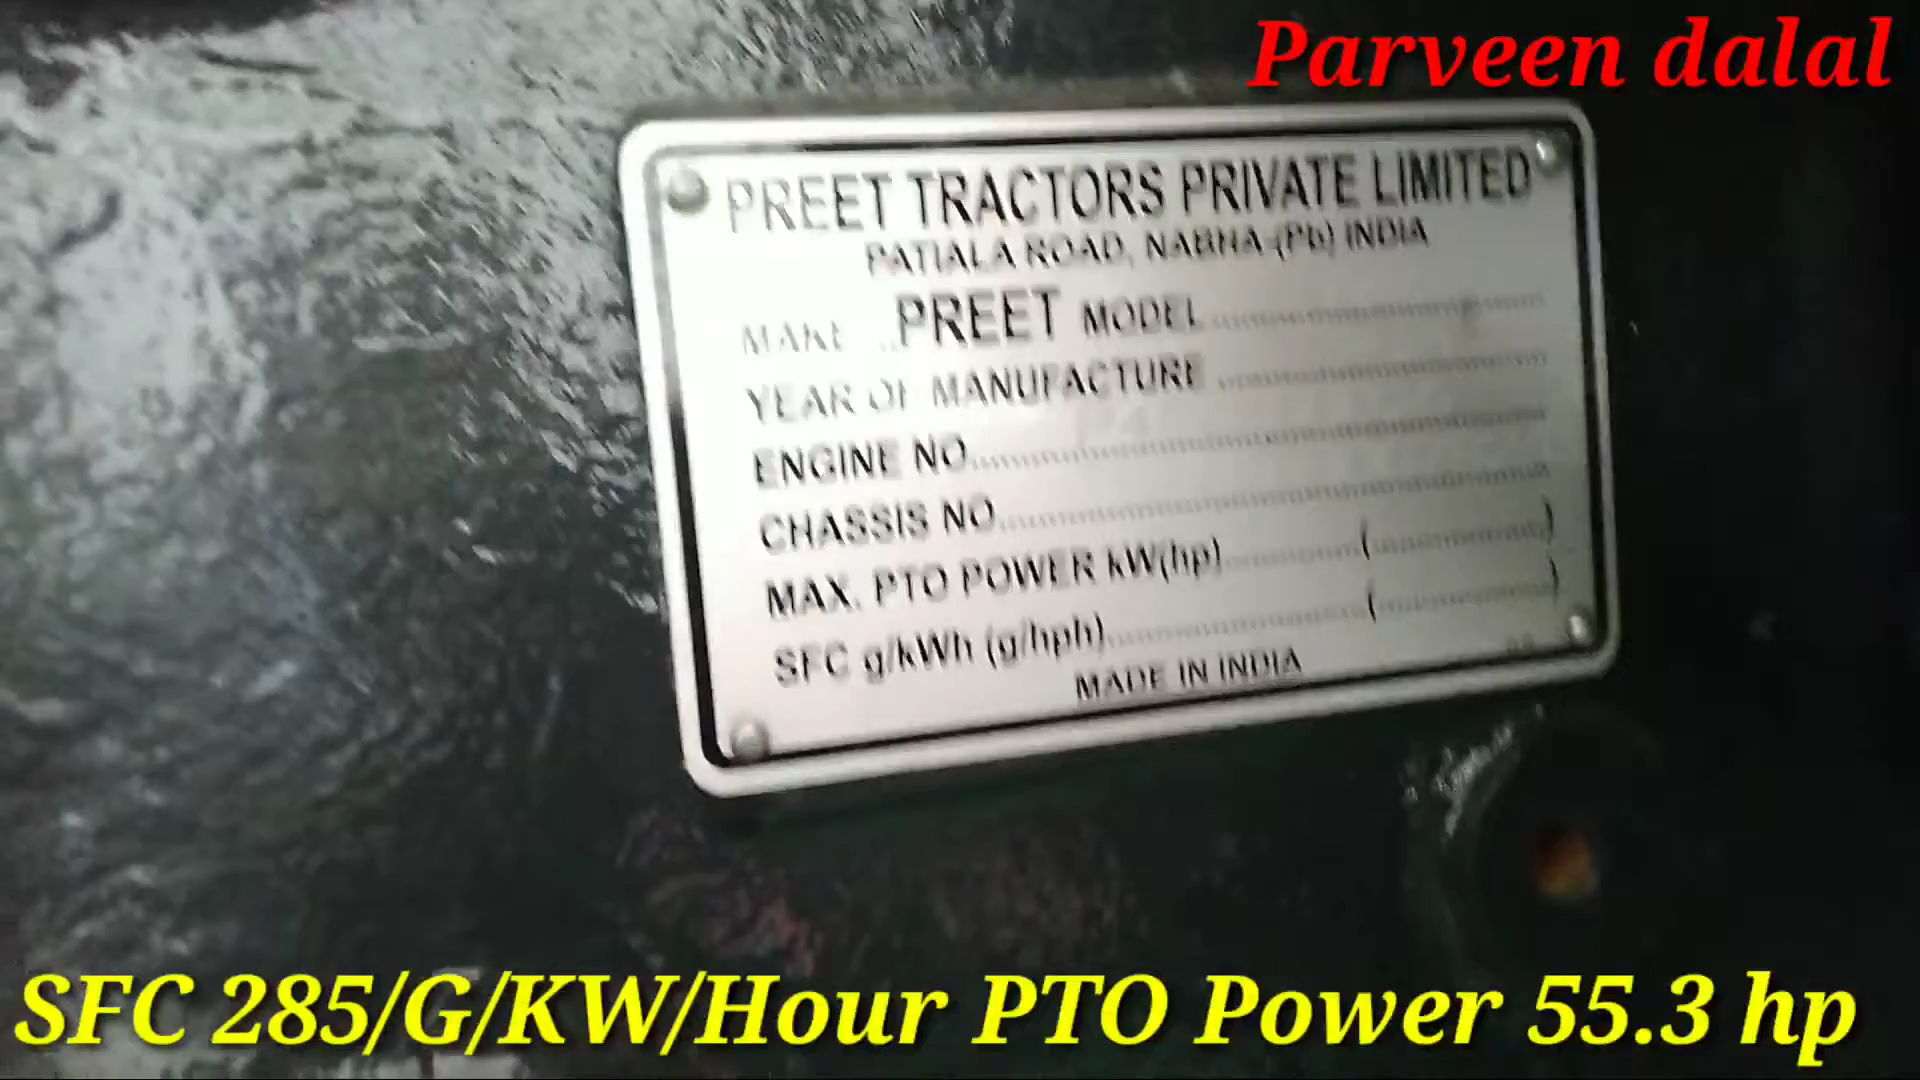 Parveen dalal
PREET TRACTORS PRIVATE LIMITED
PATIALA ROAD, NABHA-(Pb) INDIA
MAKE ..PREET MODEL ........................
YEAR OF MANUFACTURE ........................
ENGINE NO........................
CHASSIS NO........................
MAX. PTO POWER kW(hp)............(............)
SFC g/kWh (g/hph)............(............)
MADE IN INDIA
SFC 285/G/KW/Hour PTO Power 55.3 hp